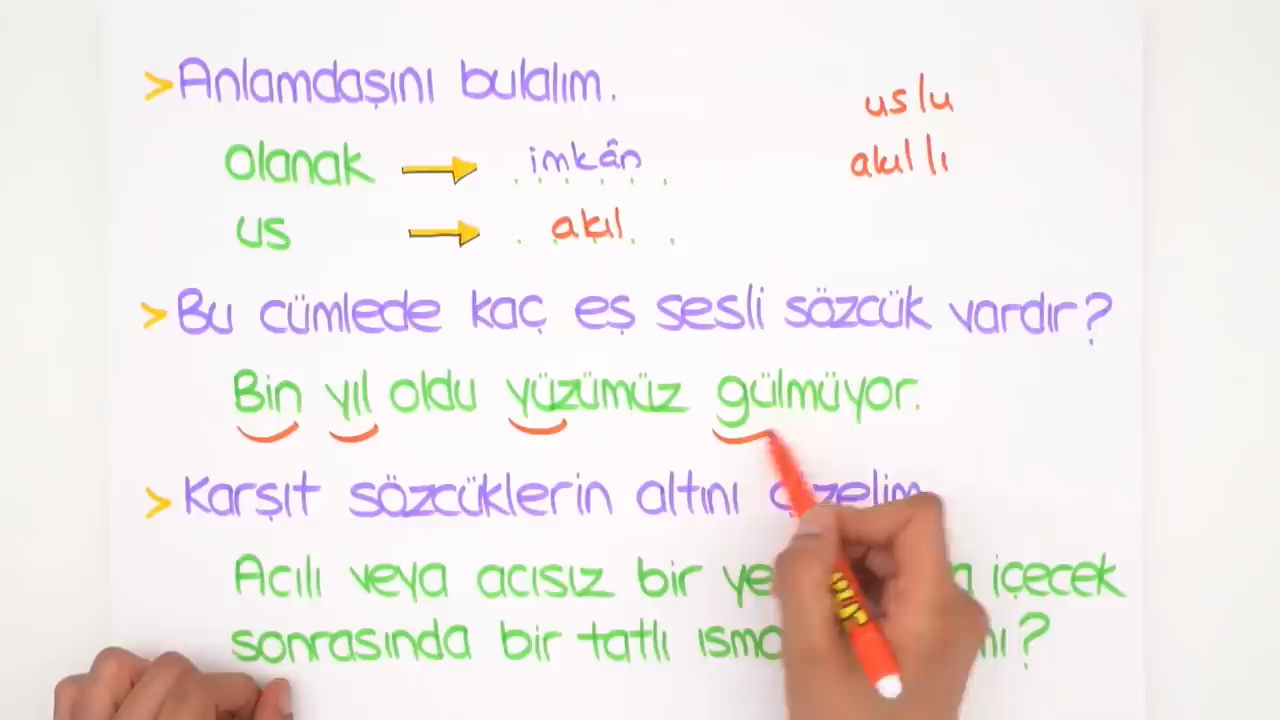 > Anlamdaşını bulalım.
uslu
olanak → imkân
akıllı
us → akıl
> Bu cümlede kaç eş sesli sözcük vardır?
Bin yıl oldu yüzümüz gülmüyor.
> Karşıt sözcüklerin altını
Acılı veya acısız bir içecek
sonrasında bir tatlı